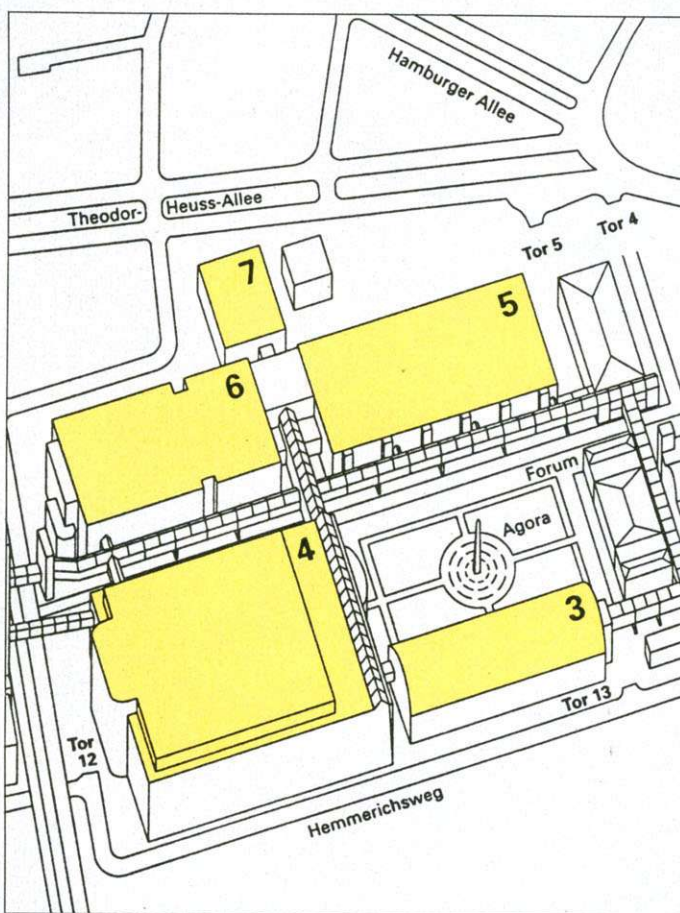 Hamburger Allee
Theodor-Heuss-Allee
Tor 5
Tor 4
7
5
6
Forum
Agora
4
3
Tor 13
Tor
12
Hemmerichsweg